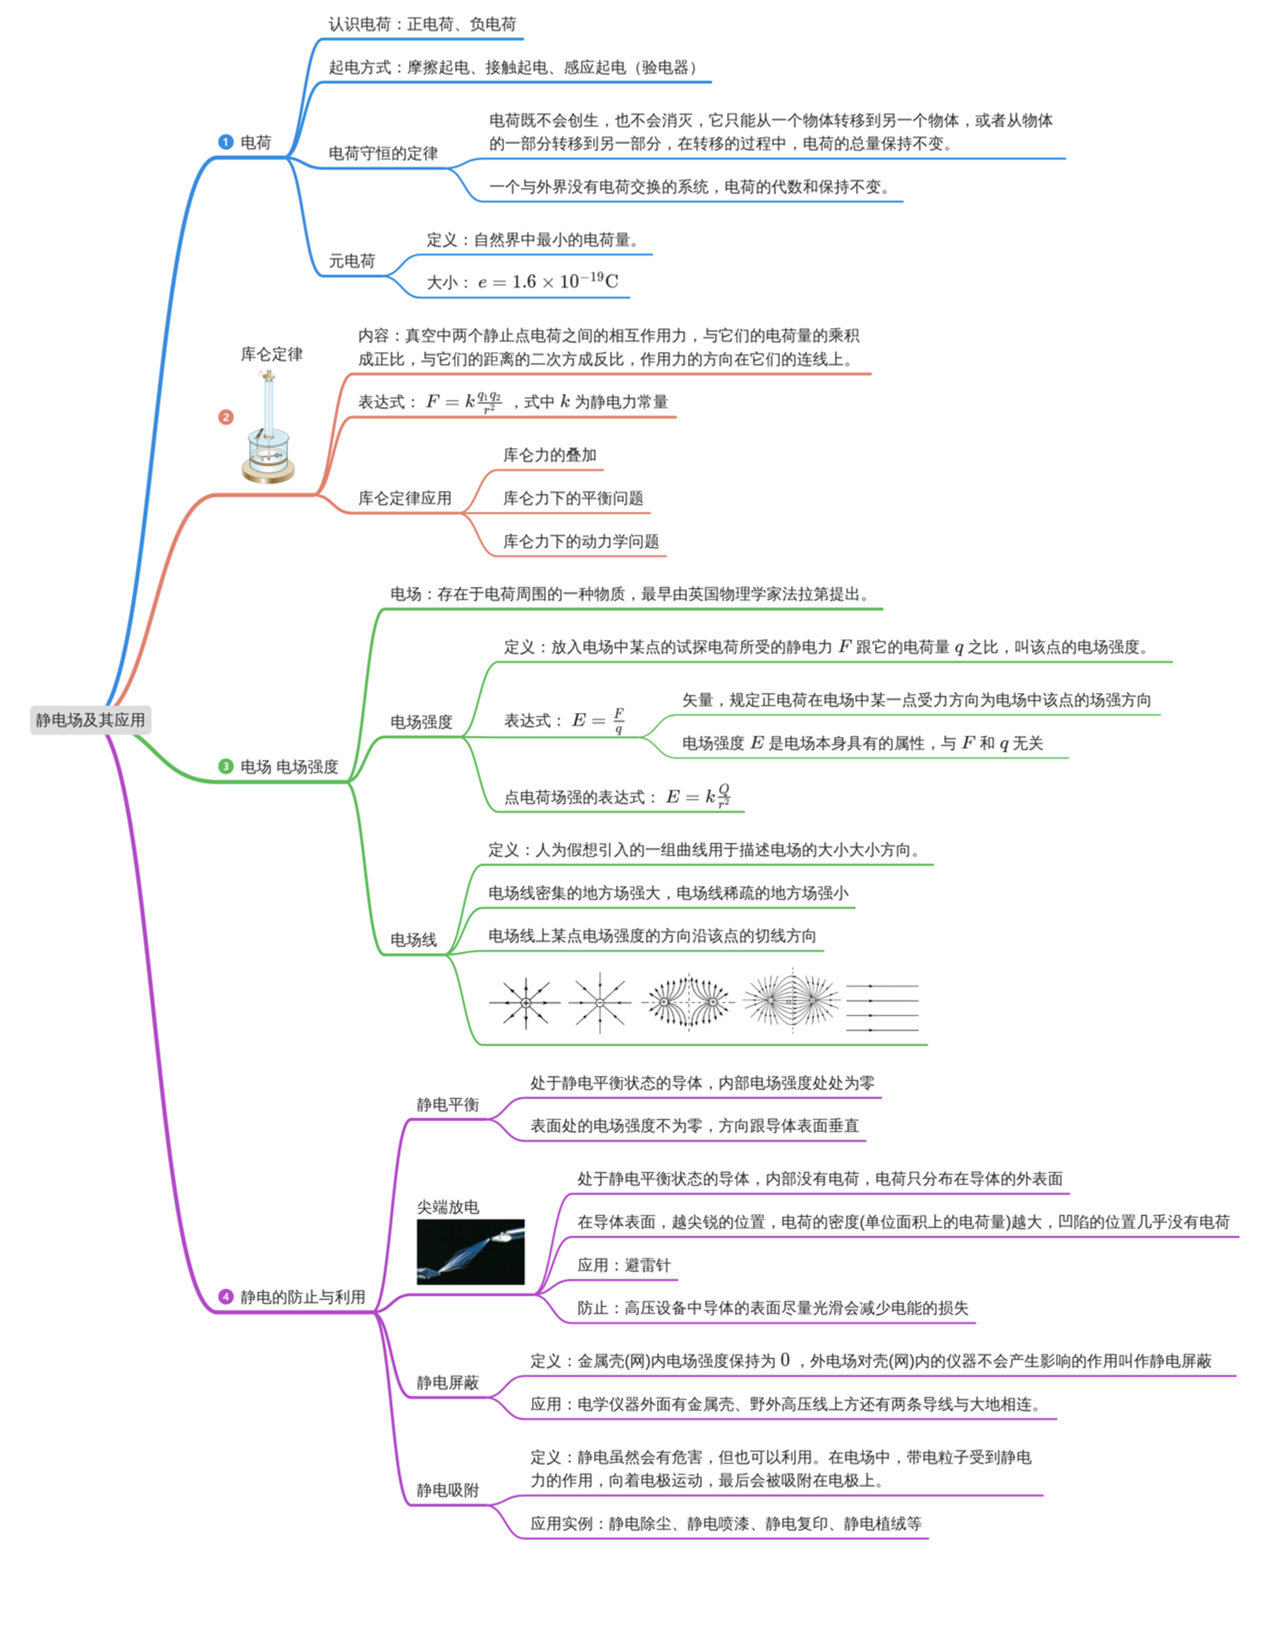 认识电荷：正电荷、负电荷
起电方式：摩擦起电、接触起电、感应起电（验电器）
电荷既不会创生，也不会消灭，它只能从一个物体转移到另一个物体，或者从物体
的一部分转移到另一部分，在转移的过程中，电荷的总量保持不变。
1 电荷
电荷守恒的定律
一个与外界没有电荷交换的系统，电荷的代数和保持不变。
定义：自然界中最小的电荷量。
元电荷
大小： e = 1.6 × 10⁻¹⁹C
内容：真空中两个静止点电荷之间的相互作用力，与它们的电荷量的乘积
成正比，与它们的距离的二次方成反比，作用力的方向在它们的连线上。
库仑定律
2
表达式： F = k q₁q₂/r² ，式中 k 为静电力常量
库仑力的叠加
库仑定律应用
库仑力下的平衡问题
库仑力下的动力学问题
电场：存在于电荷周围的一种物质，最早由英国物理学家法拉第提出。
定义：放入电场中某点的试探电荷所受的静电力 F 跟它的电荷量 q 之比，叫该点的电场强度。
矢量，规定正电荷在电场中某一点受力方向为电场中该点的场强方向
静电场及其应用
电场强度
表达式： E = F/q
电场强度 E 是电场本身具有的属性，与 F 和 q 无关
3 电场 电场强度
点电荷场强的表达式： E = k Q/r²
定义：人为假想引入的一组曲线用于描述电场的大小大小方向。
电场线密集的地方场强大，电场线稀疏的地方场强小
电场线
电场线上某点电场强度的方向沿该点的切线方向
处于静电平衡状态的导体，内部电场强度处处为零
静电平衡
表面处的电场强度不为零，方向跟导体表面垂直
处于静电平衡状态的导体，内部没有电荷，电荷只分布在导体的外表面
尖端放电
在导体表面，越尖锐的位置，电荷的密度(单位面积上的电荷量)越大，凹陷的位置几乎没有电荷
应用：避雷针
4 静电的防止与利用
防止：高压设备中导体的表面尽量光滑会减少电能的损失
定义：金属壳(网)内电场强度保持为 0 ，外电场对壳(网)内的仪器不会产生影响的作用叫作静电屏蔽
静电屏蔽
应用：电学仪器外面有金属壳、野外高压线上方还有两条导线与大地相连。
定义：静电虽然会有危害，但也可以利用。在电场中，带电粒子受到静电
力的作用，向着电极运动，最后会被吸附在电极上。
静电吸附
应用实例：静电除尘、静电喷漆、静电复印、静电植绒等